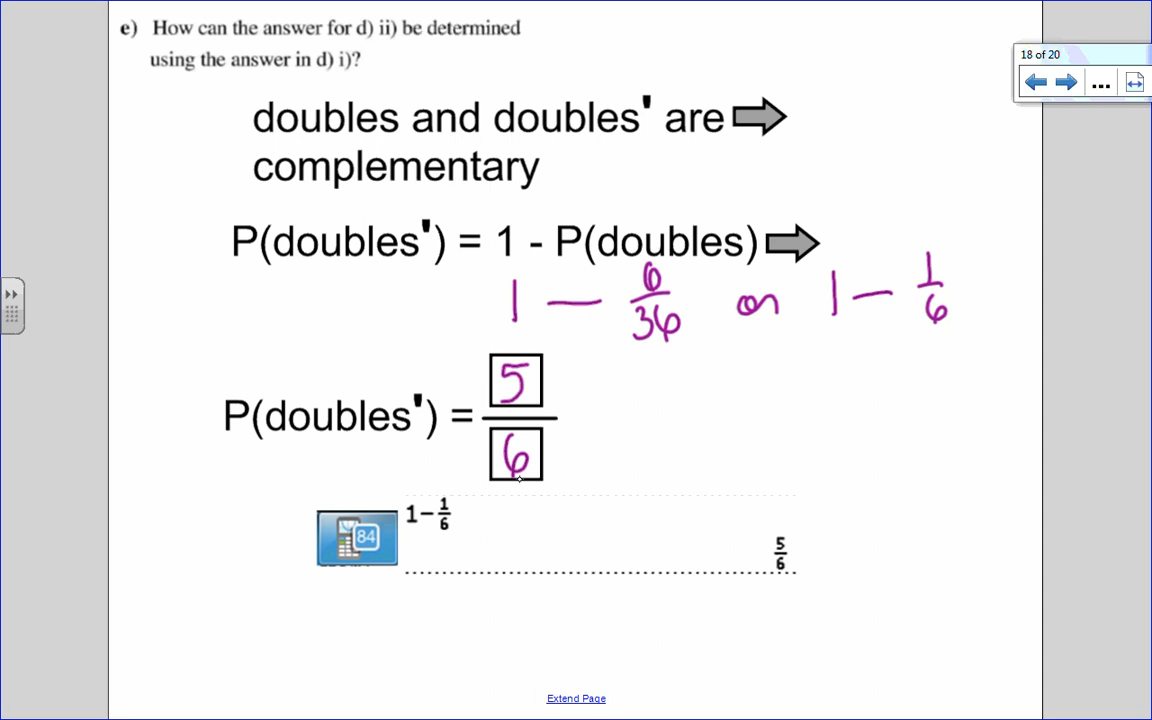 e) How can the answer for d) ii) be determined
using the answer in d) i)?
18 of 20
...
doubles and doubles' are
complementary
P(doubles') = 1 - P(doubles)
1 — 6/36 or 1 — 1/6
P(doubles') = 5/6
84
1−1/6
5/6
Extend Page